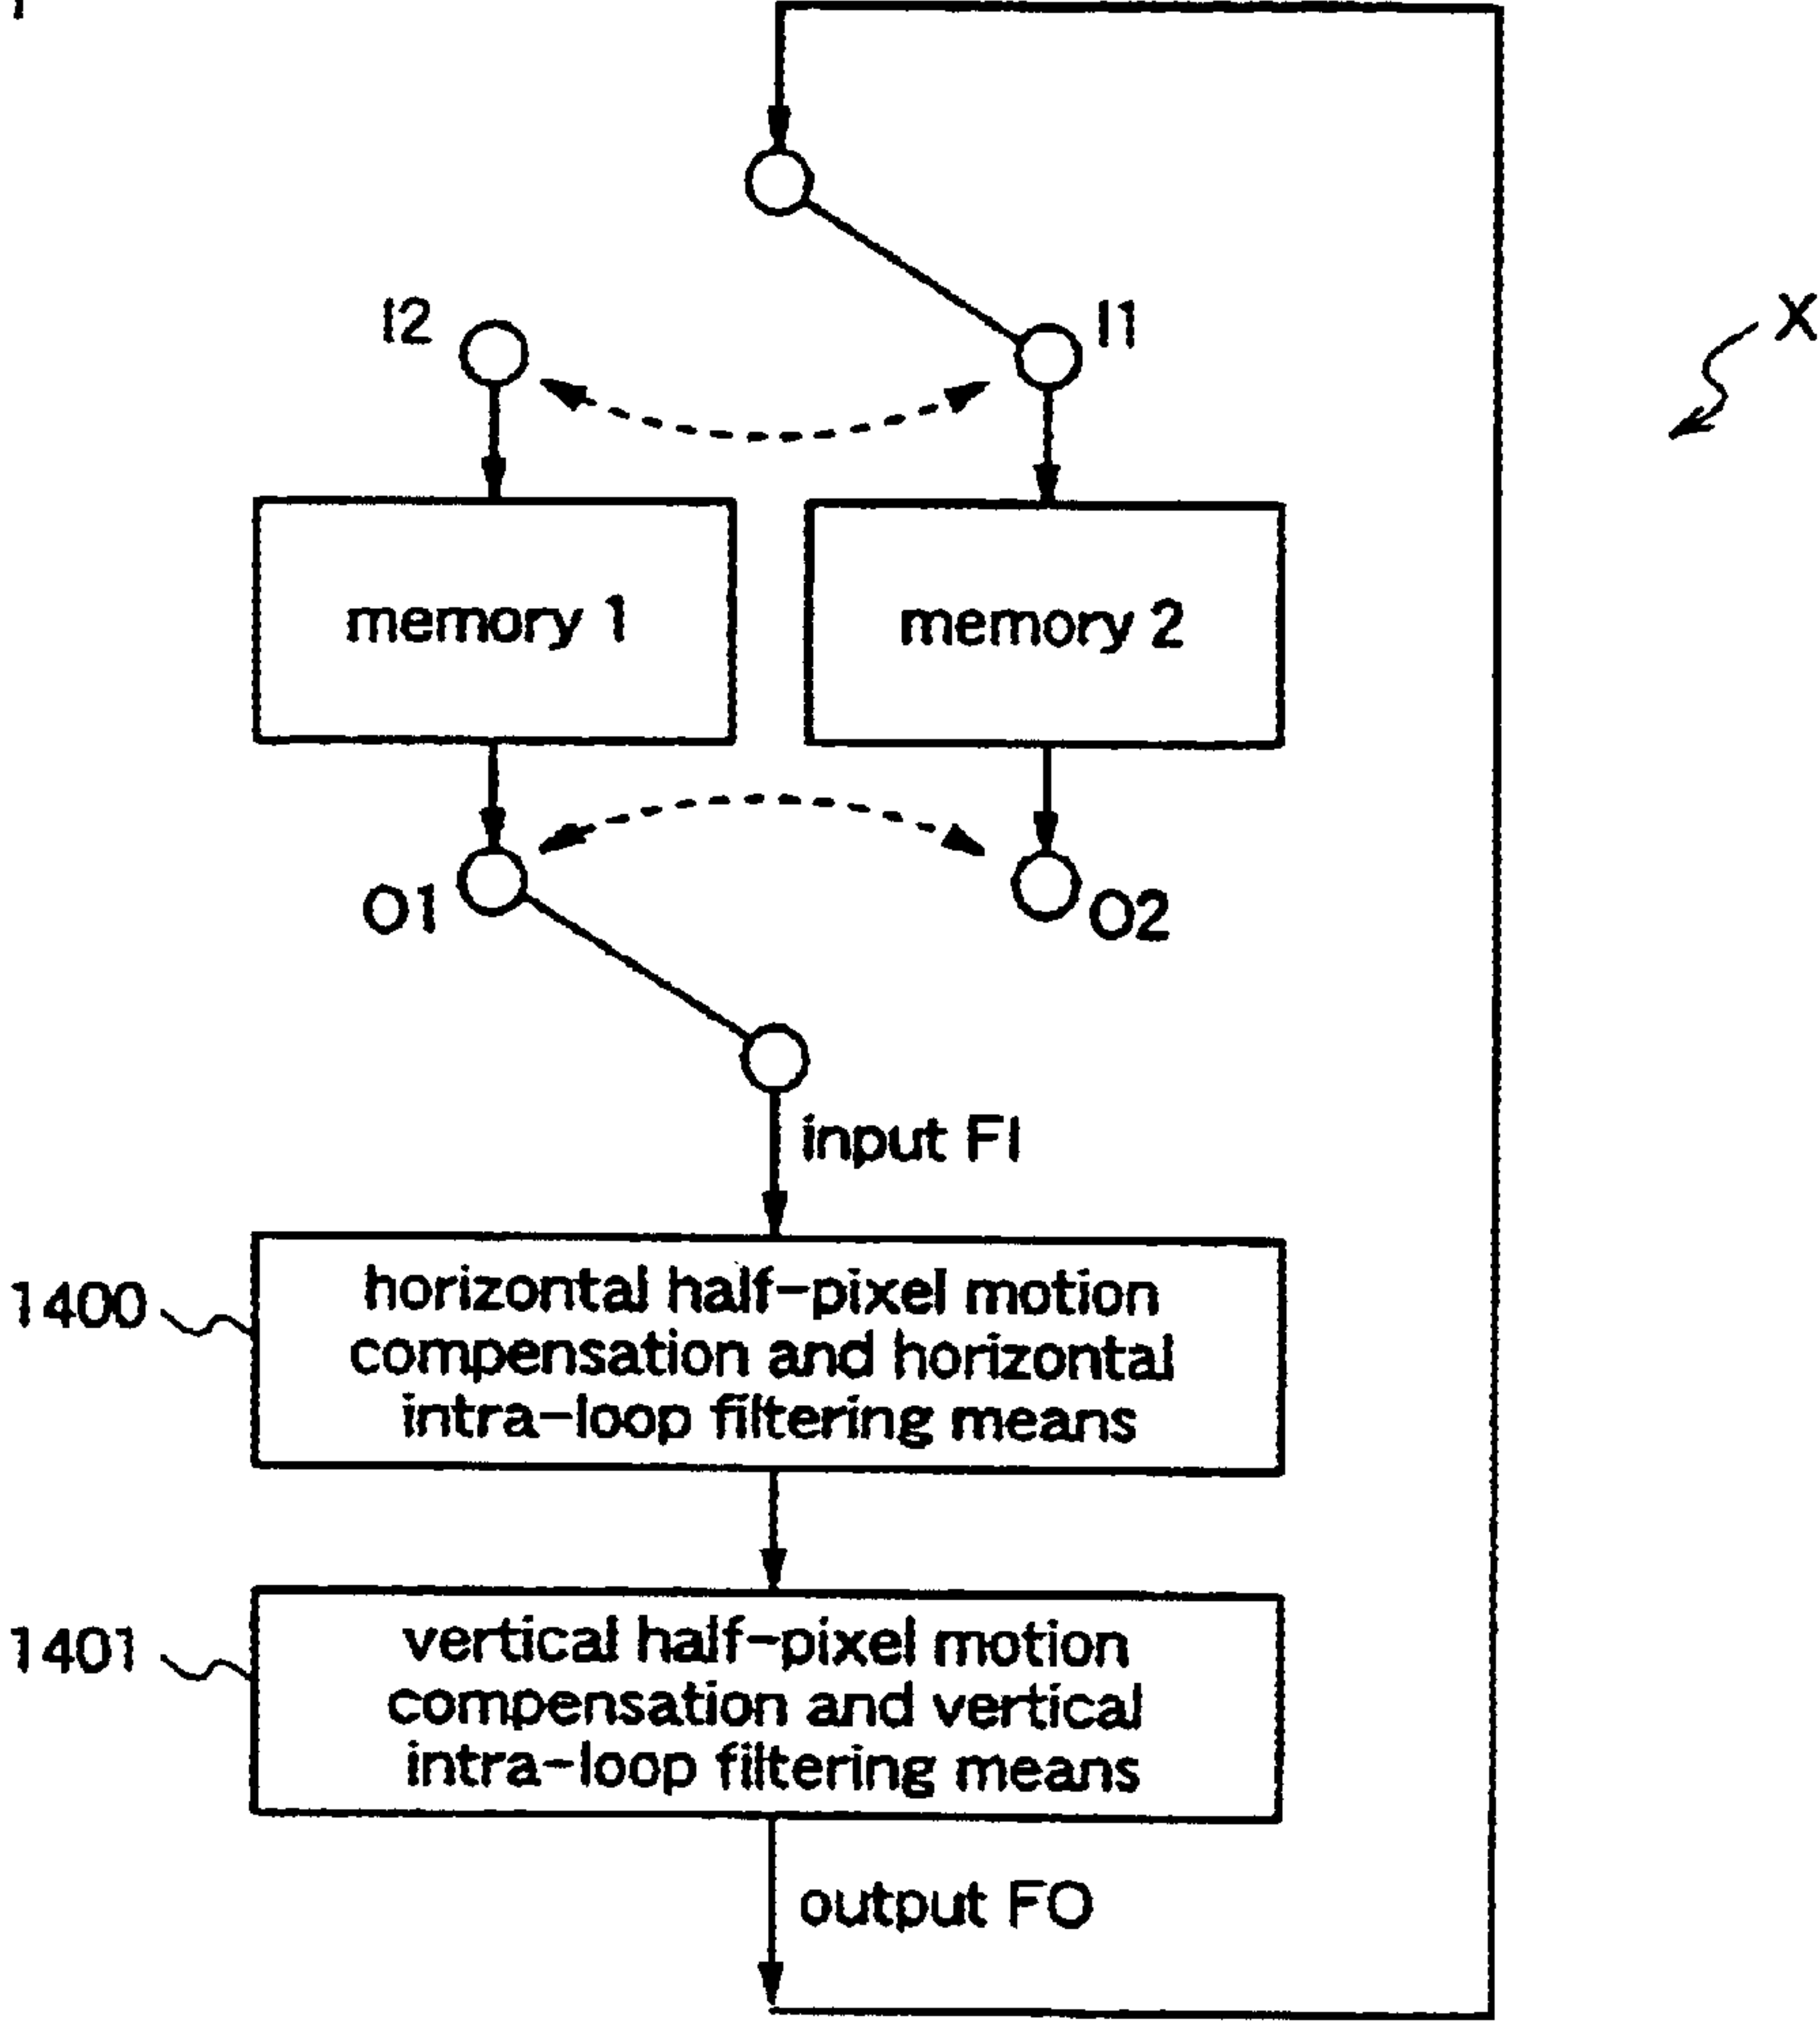 I2
I1
X
memory 1
memory 2
O1
O2
input FI
1400
horizontal half-pixel motion
compensation and horizontal
intra-loop filtering means
1401
vertical half-pixel motion
compensation and vertical
intra-loop filtering means
output FO